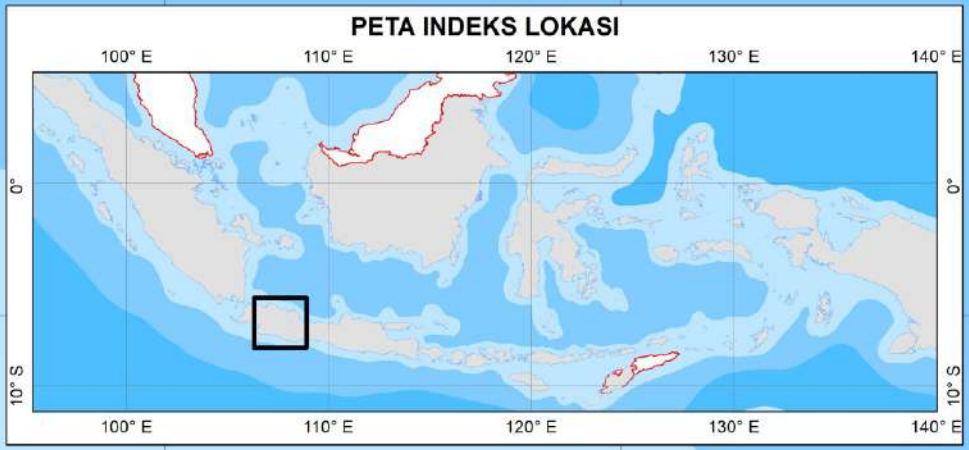 PETA INDEKS LOKASI
100° E 110° E 120° E 130° E 140° E
0° 0°
10° S 10° S
100° E 110° E 120° E 130° E 140° E